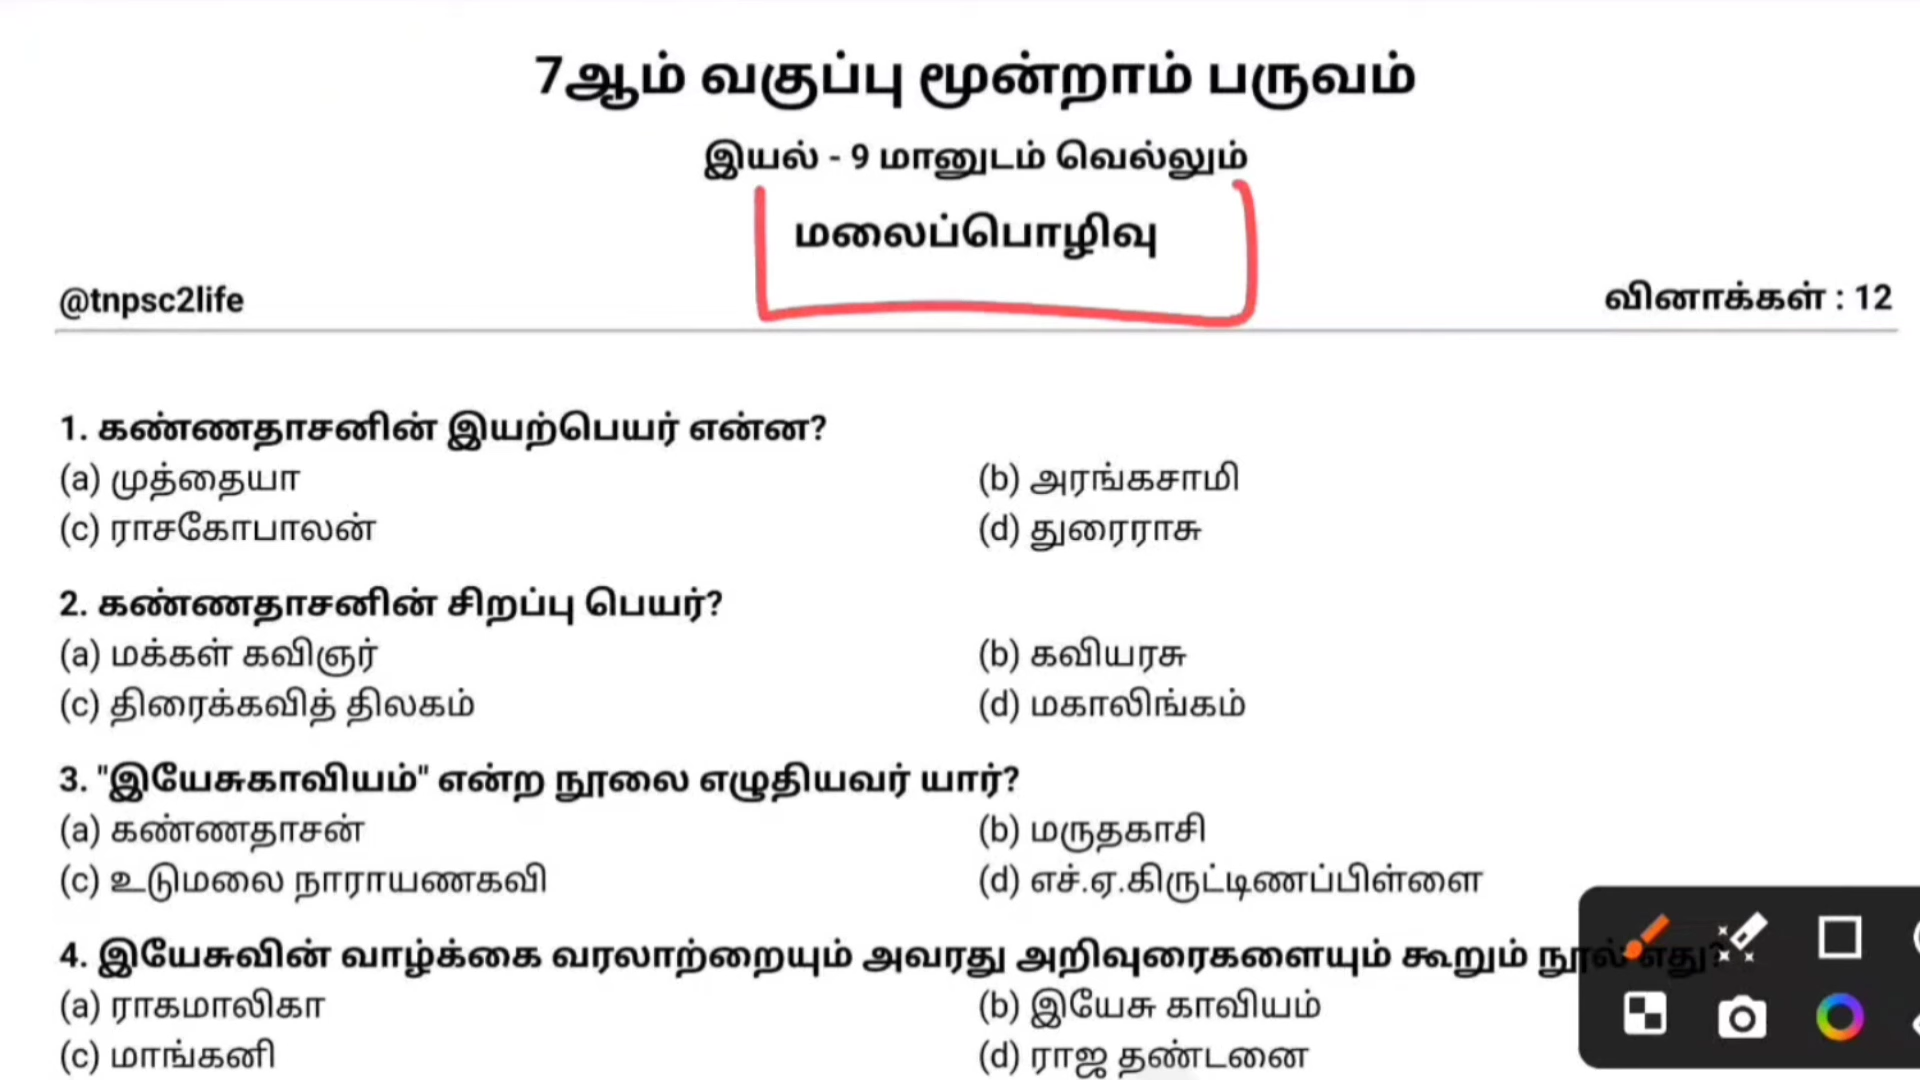 7ஆம் வகுப்பு மூன்றாம் பருவம்
இயல் - 9 மானுடம் வெல்லும்
மலைப்பொழிவு
@tnpsc2life
வினாக்கள் : 12
1. கண்ணதாசனின் இயற்பெயர் என்ன?
(a) முத்தையா
(b) அரங்கசாமி
(c) ராசகோபாலன்
(d) துரைராசு
2. கண்ணதாசனின் சிறப்பு பெயர்?
(a) மக்கள் கவிஞர்
(b) கவியரசு
(c) திரைக்கவித் திலகம்
(d) மகாலிங்கம்
3. "இயேசுகாவியம்" என்ற நூலை எழுதியவர் யார்?
(a) கண்ணதாசன்
(b) மருதகாசி
(c) உடுமலை நாராயணகவி
(d) எச்.ஏ.கிருட்டிணப்பிள்ளை
4. இயேசுவின் வாழ்க்கை வரலாற்றையும் அவரது அறிவுரைகளையும் கூறும் நூல் எது?
(a) ராகமாலிகா
(b) இயேசு காவியம்
(c) மாங்கனி
(d) ராஜ தண்டனை